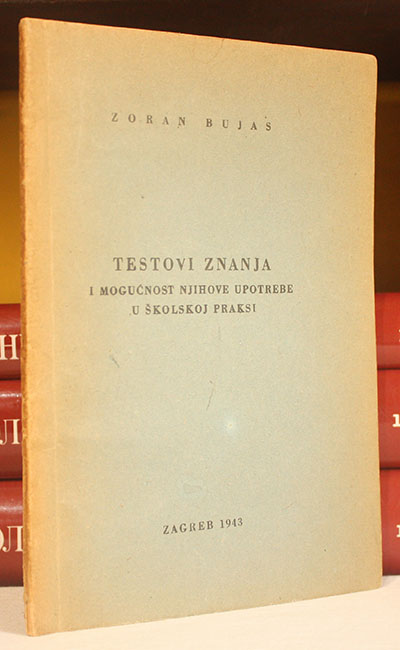 ZORAN BUJAS
TESTOVI ZNANJA
I MOGUĆNOST NJIHOVE UPOTREBE
U ŠKOLSKOJ PRAKSI
ZAGREB 1943